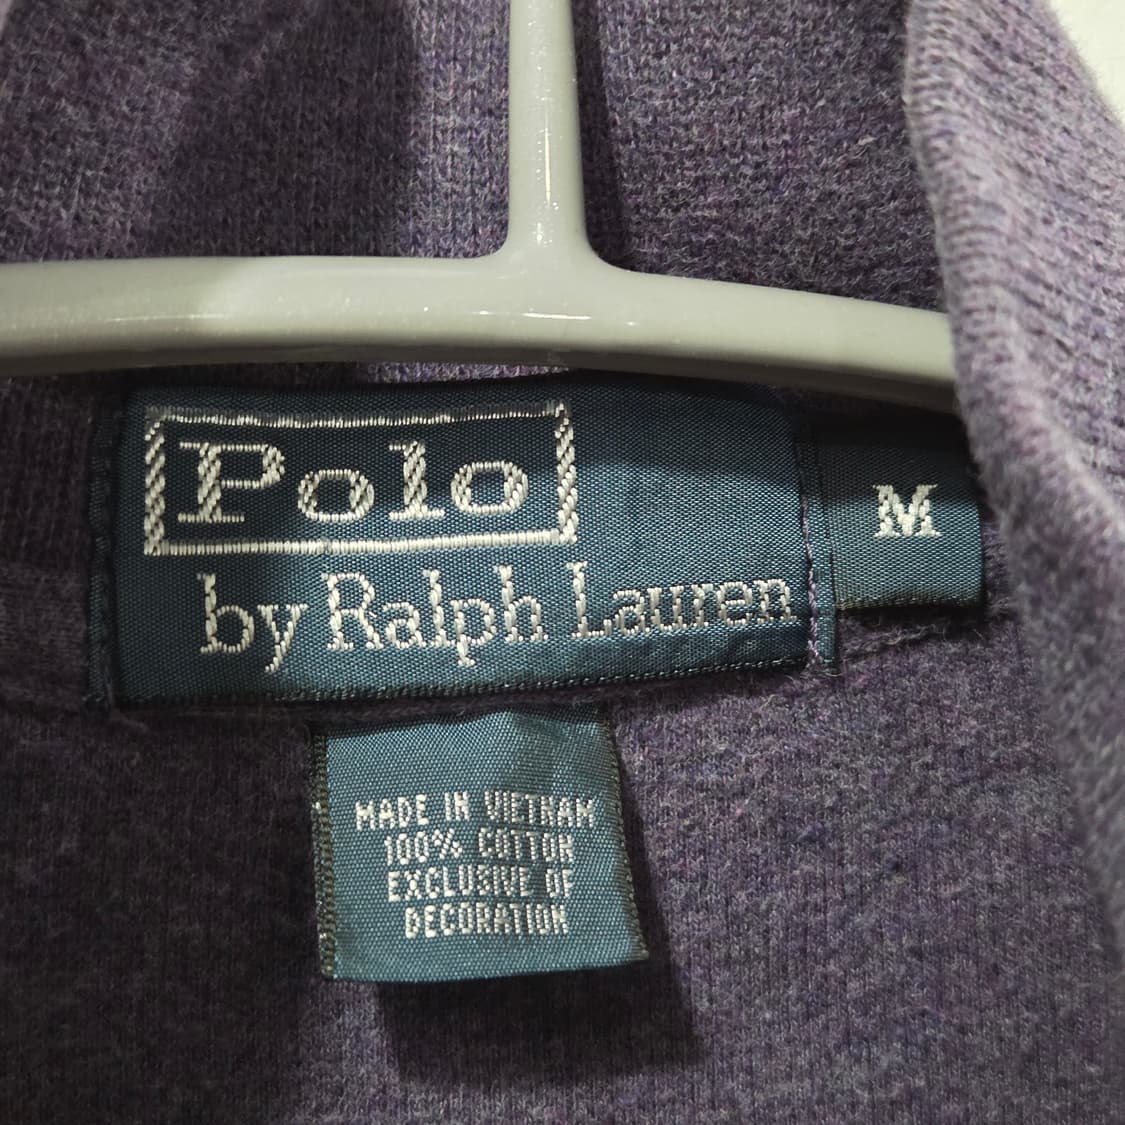 Polo
by Ralph Lauren
M
MADE IN VIETNAM
100% COTTON
EXCLUSIVE OF
DECORATION